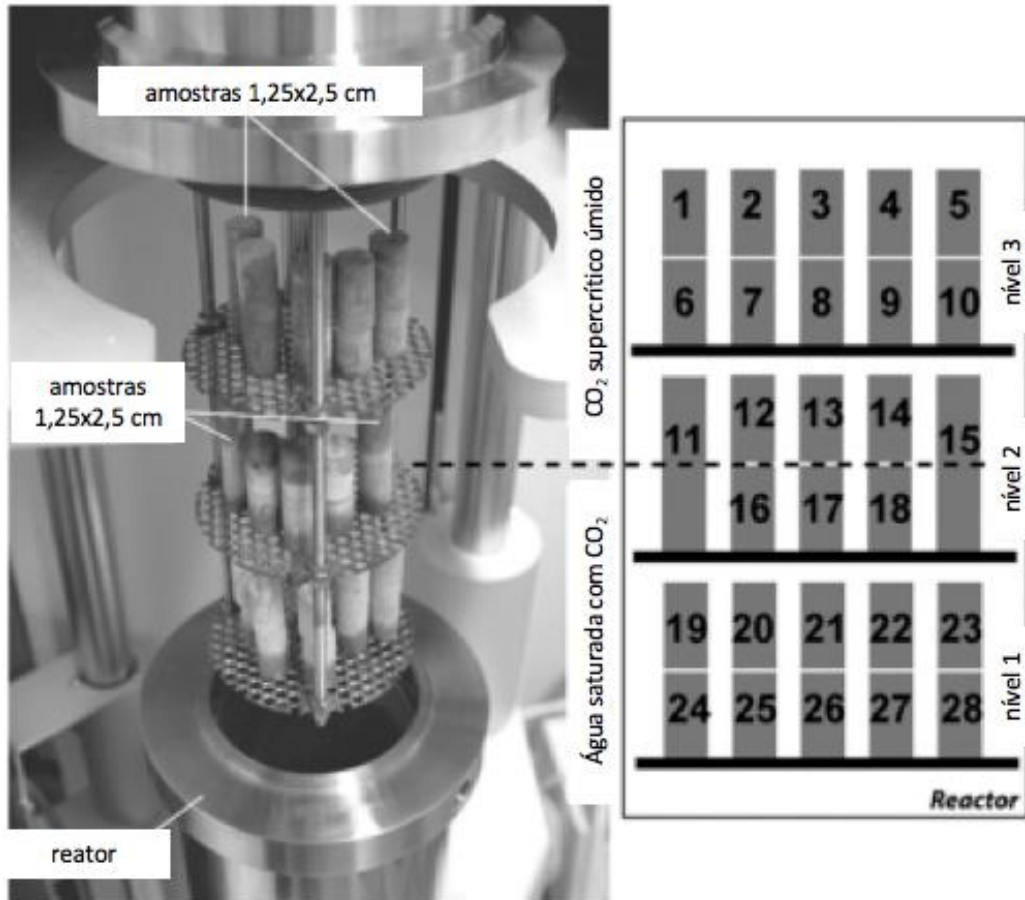 amostras 1,25x2,5 cm
amostras
1,25x2,5 cm
reator
CO₂ supercrítico úmido
Água saturada com CO₂
1 2 3 4 5
6 7 8 9 10
nível 3
11 12 13 14 15
16 17 18
nível 2
19 20 21 22 23
24 25 26 27 28
nível 1
Reactor